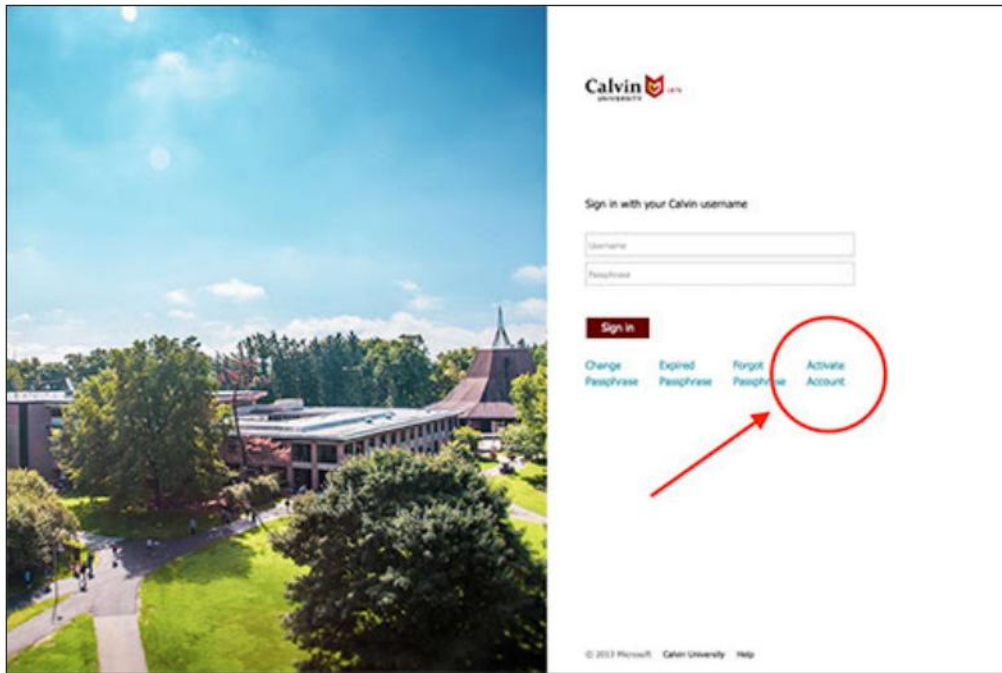 Calvin
UNIVERSITY
Sign in with your Calvin username
Username
Passphrase
Sign in
Change Expired Forgot Activate
Passphrase Passphrase Passphrase Account
© 2013 Microsoft Calvin University Help